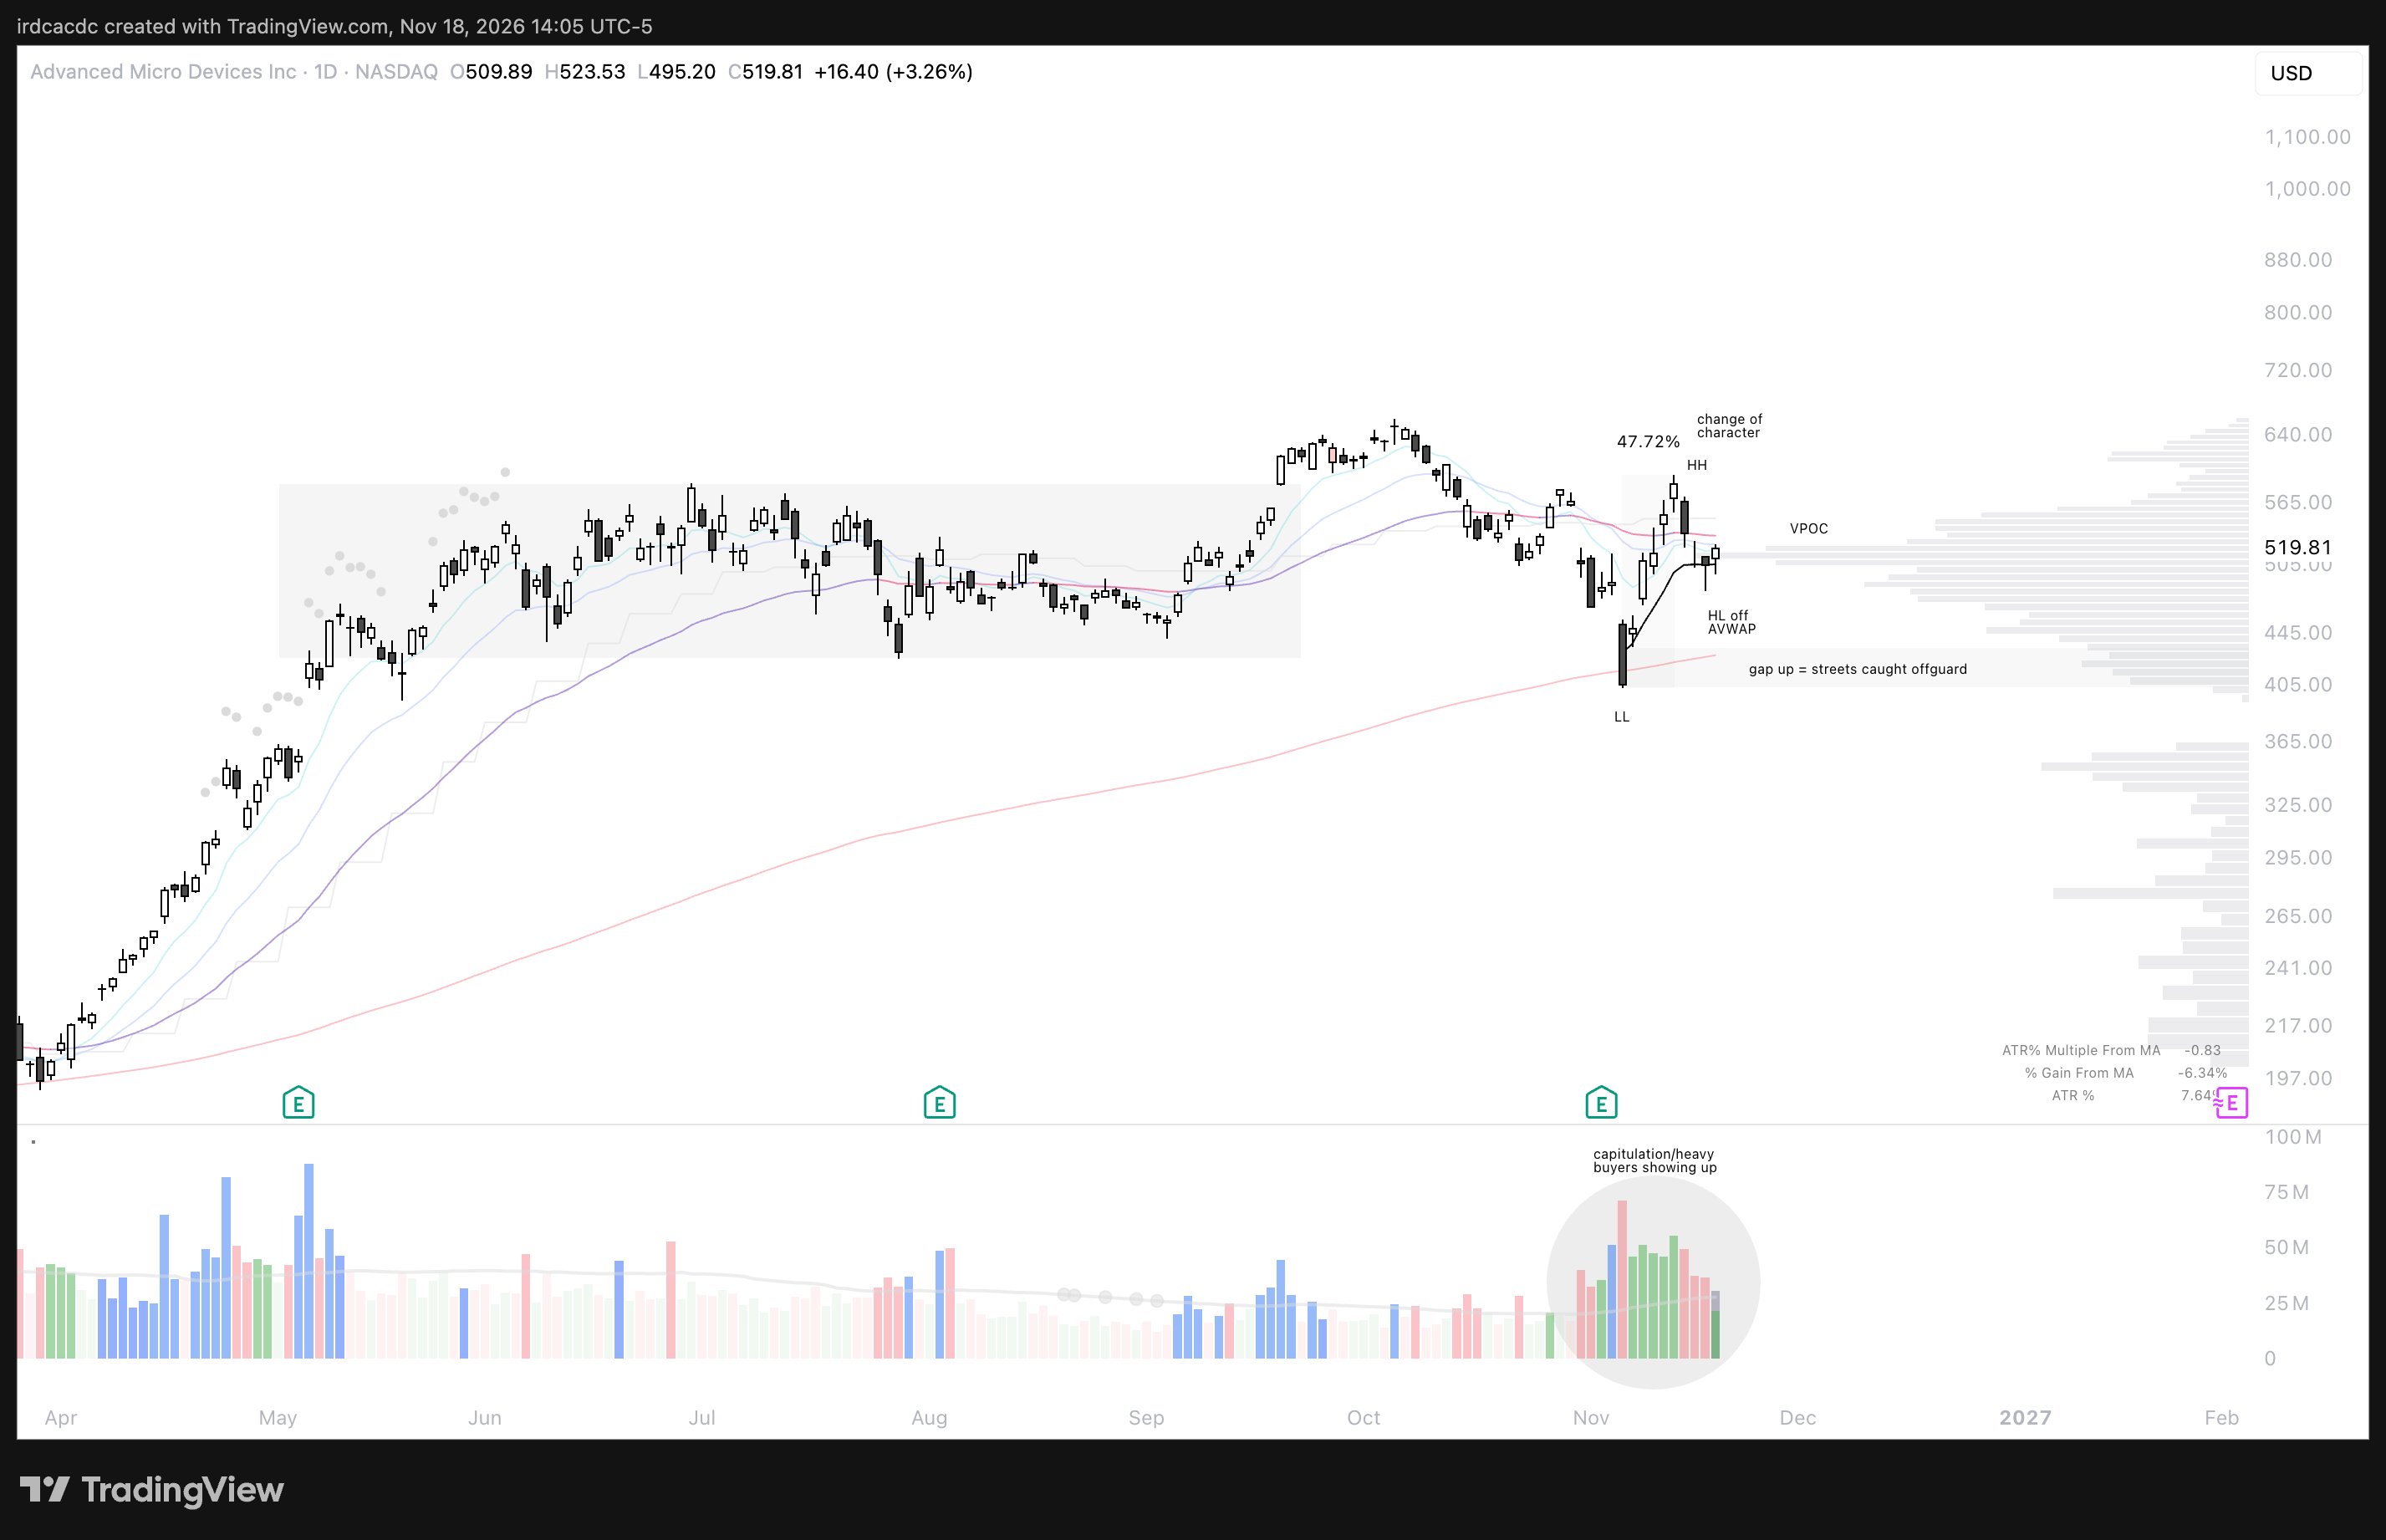 irdcacdc created with TradingView.com, Nov 18, 2026 14:05 UTC-5
Advanced Micro Devices Inc · 1D · NASDAQ O509.89 H523.53 L495.20 C519.81 +16.40 (+3.26%)
USD
1,100.00
1,000.00
880.00
800.00
720.00
640.00
565.00
519.81
505.00
445.00
405.00
365.00
325.00
295.00
265.00
241.00
217.00
197.00
change of
character
47.72%
HH
VPOC
HL off
AVWAP
gap up = streets caught offguard
LL
ATR% Multiple From MA -0.83
% Gain From MA -6.34%
ATR % 7.64
E
E
E
E
capitulation/heavy
buyers showing up
100 M
75 M
50 M
25 M
0
Apr May Jun Jul Aug Sep Oct Nov Dec 2027 Feb
TradingView